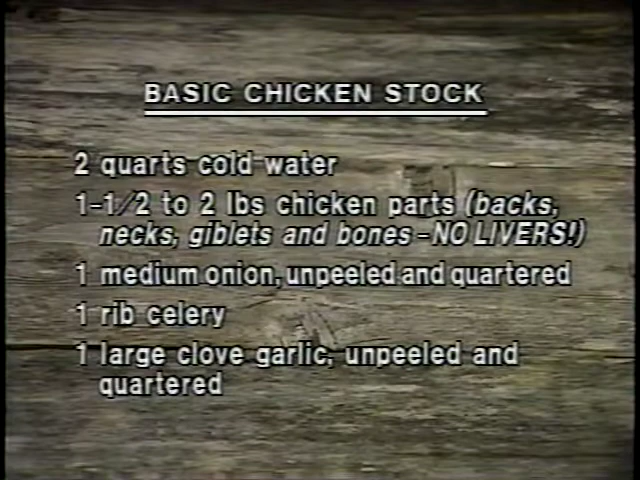 BASIC CHICKEN STOCK
2 quarts cold water
1-1/2 to 2 lbs chicken parts (backs,
necks, giblets and bones - NO LIVERS!)
1 medium onion, unpeeled and quartered
1 rib celery
1 large clove garlic, unpeeled and
quartered